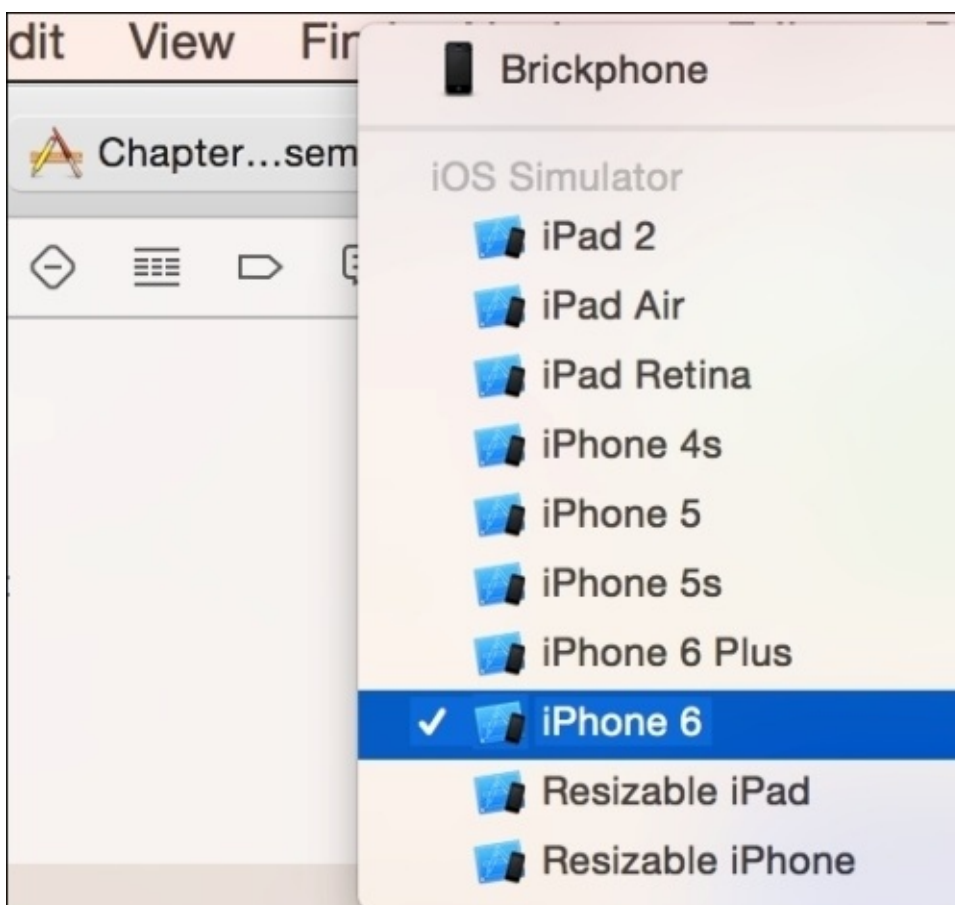 dit View Fin
Brickphone
Chapter...sem
iOS Simulator
iPad 2
iPad Air
iPad Retina
iPhone 4s
iPhone 5
iPhone 5s
iPhone 6 Plus
iPhone 6
Resizable iPad
Resizable iPhone